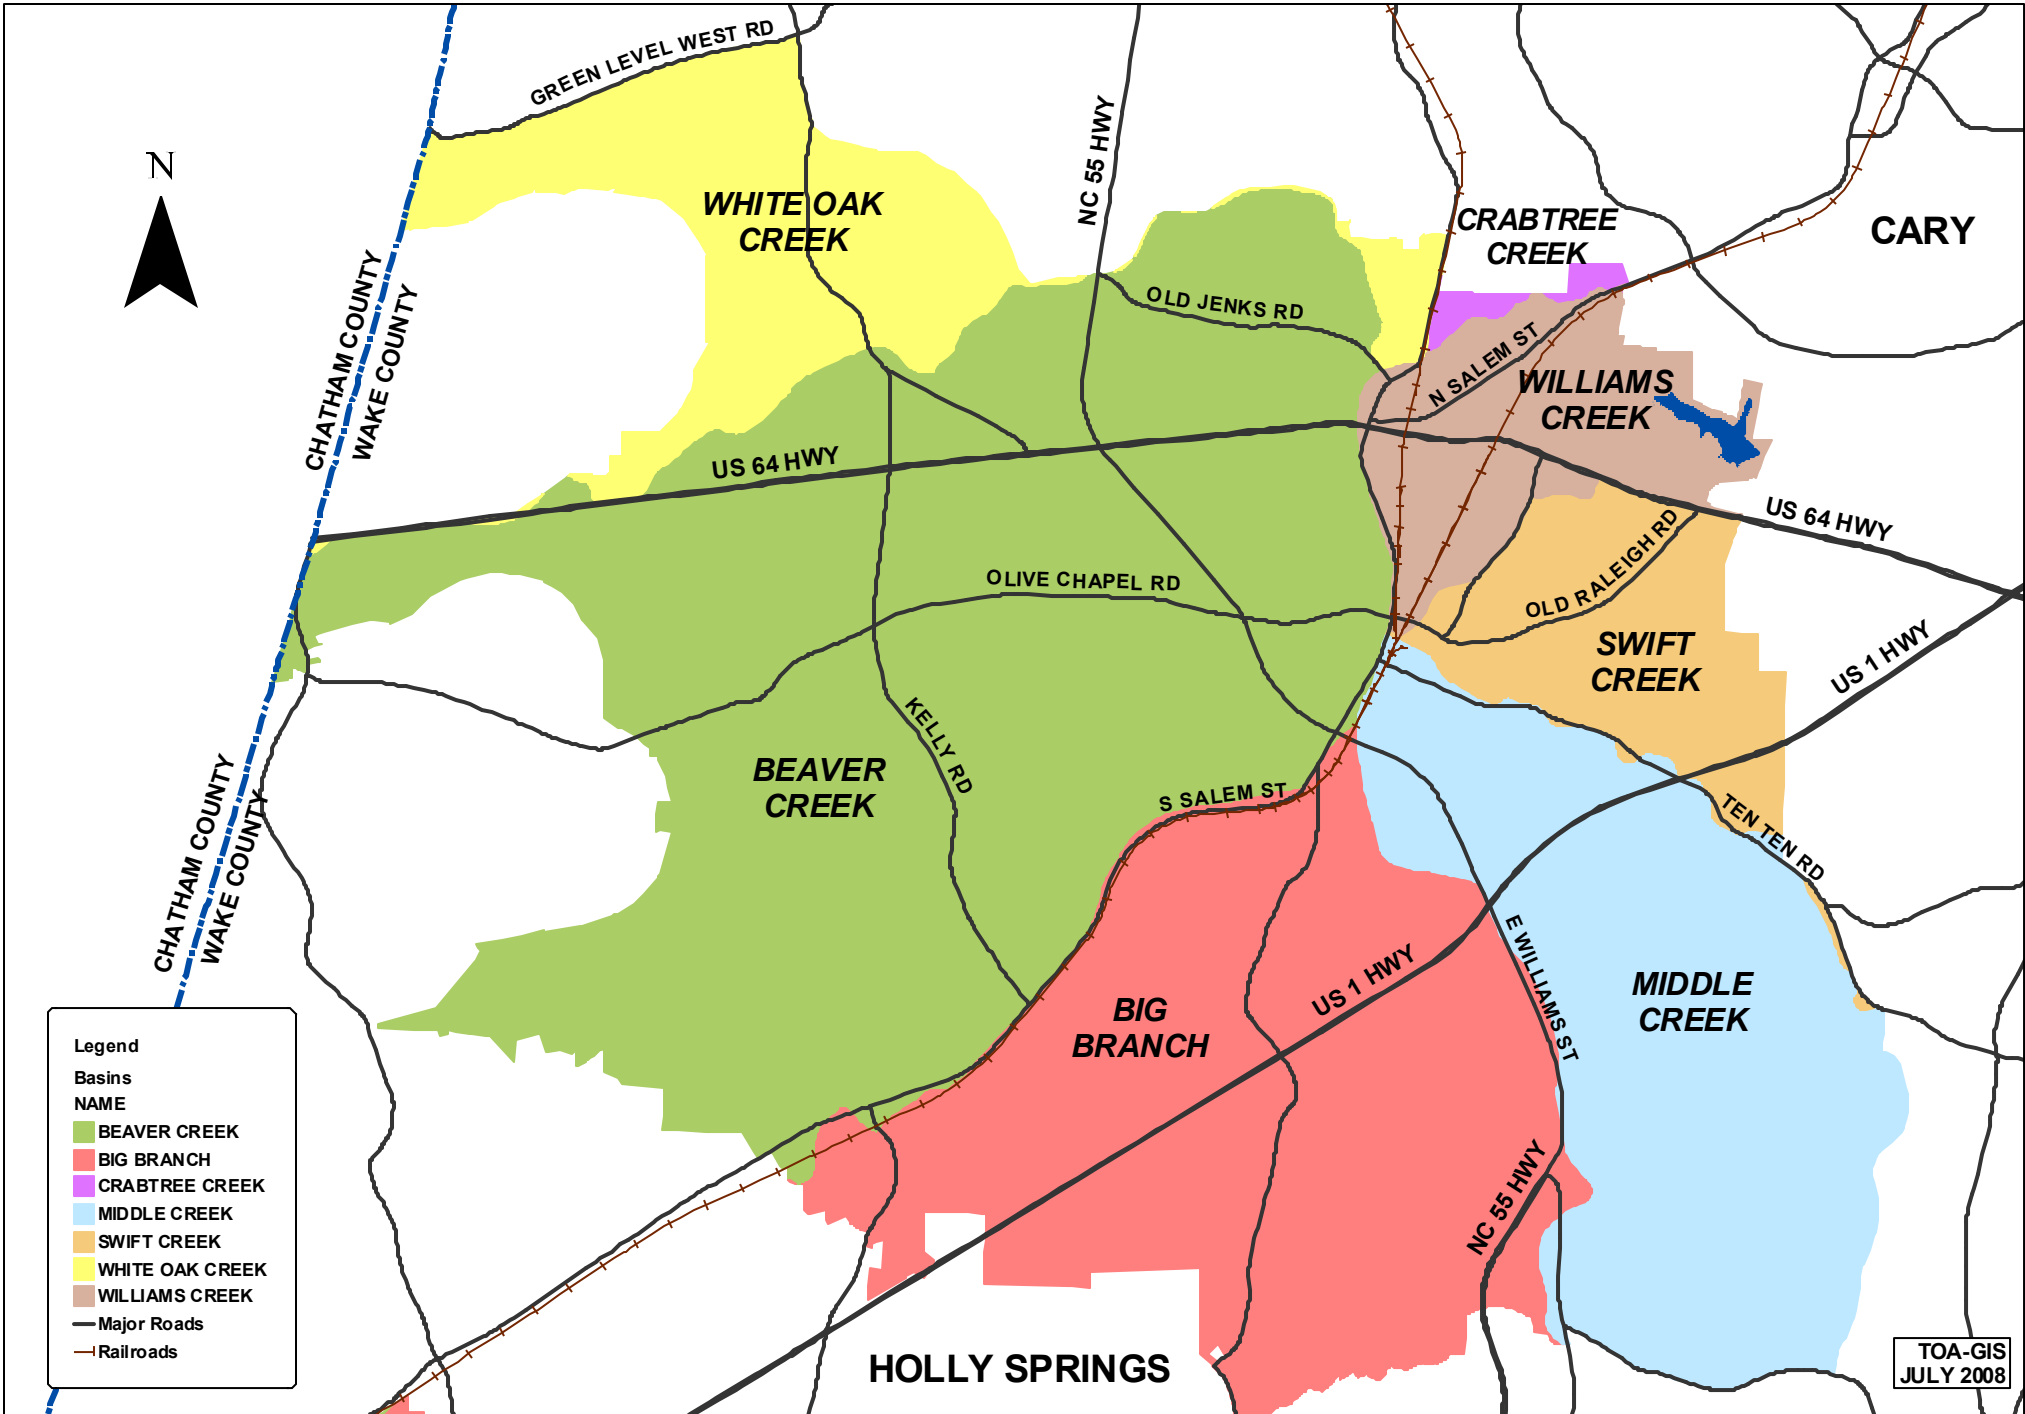 GREEN LEVEL WEST RD
N
NC 55 HWY
WHITE OAK
CREEK
CRABTREE
CREEK
CARY
CHATHAM COUNTY
WAKE COUNTY
OLD JENKS RD
N SALEM ST
WILLIAMS
CREEK
US 64 HWY
US 64 HWY
OLIVE CHAPEL RD
OLD RALEIGH RD
SWIFT
CREEK
US 1 HWY
KELLY RD
BEAVER
CREEK
S SALEM ST
TEN TEN RD
CHATHAM COUNTY
WAKE COUNTY
E WILLIAMS ST
US 1 HWY
BIG
BRANCH
MIDDLE
CREEK
NC 55 HWY
Legend
Basins
NAME
BEAVER CREEK
BIG BRANCH
CRABTREE CREEK
MIDDLE CREEK
SWIFT CREEK
WHITE OAK CREEK
WILLIAMS CREEK
Major Roads
Railroads
HOLLY SPRINGS
TOA-GIS
JULY 2008